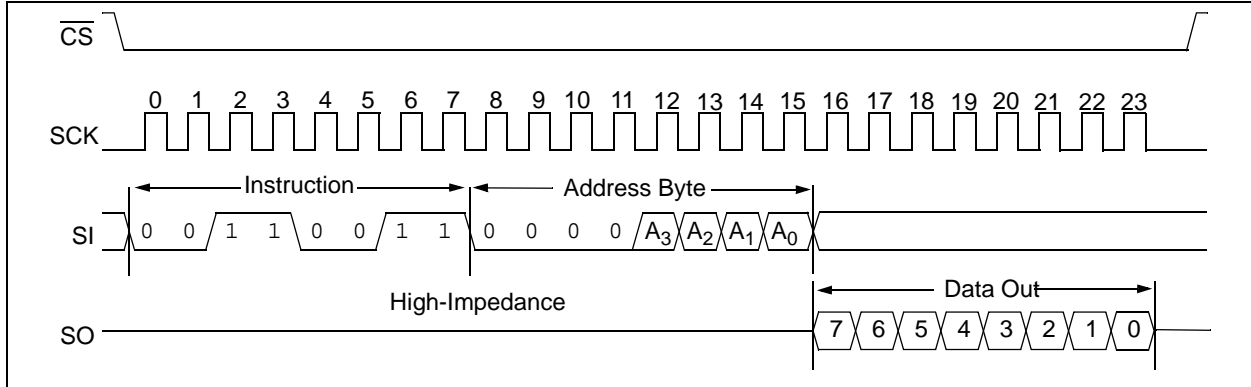 CS
0 1 2 3 4 5 6 7 8 9 10 11 12 13 14 15 16 17 18 19 20 21 22 23
SCK
Instruction Address Byte
SI 0 0 1 1 0 0 1 1 0 0 0 0 A3 A2 A1 A0
High-Impedance Data Out
SO 7 6 5 4 3 2 1 0